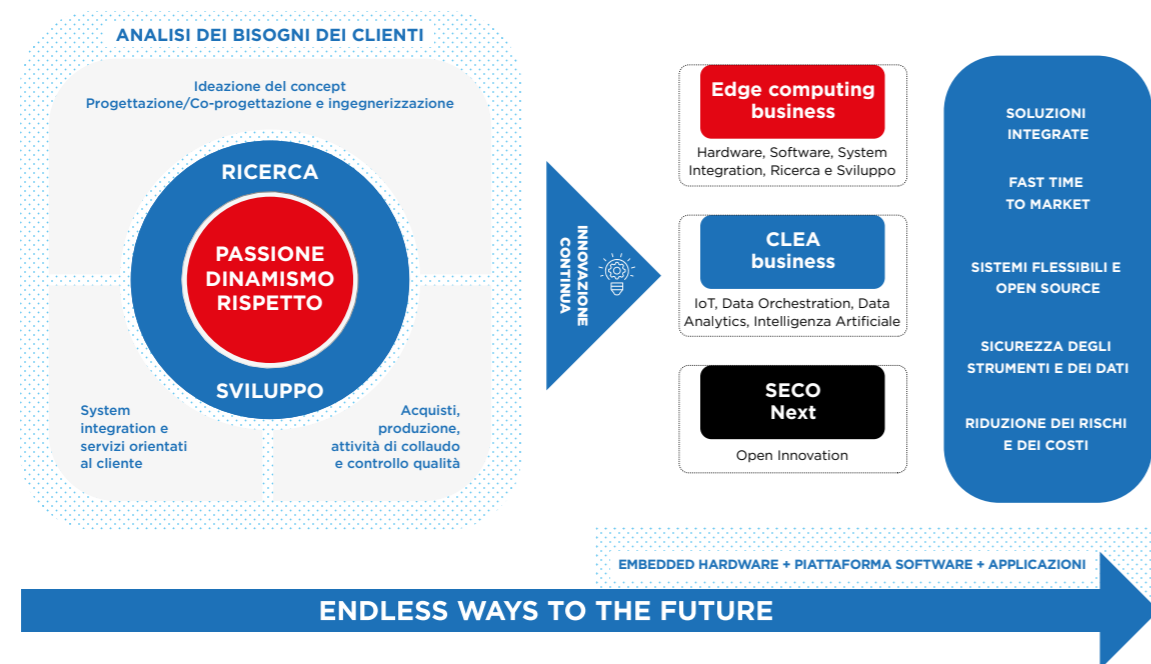 ANALISI DEI BISOGNI DEI CLIENTI
Ideazione del concept
Progettazione/Co-progettazione e ingegnerizzazione
RICERCA
PASSIONE
DINAMISMO
RISPETTO
SVILUPPO
System
integration e
servizi orientati
al cliente
Acquisti,
produzione,
attività di collaudo
e controllo qualità
INNOVAZIONE
CONTINUA
Edge computing
business
Hardware, Software, System
Integration, Ricerca e Sviluppo
CLEA
business
IoT, Data Orchestration, Data
Analytics, Intelligenza Artificiale
SECO
Next
Open Innovation
SOLUZIONI
INTEGRATE
FAST TIME
TO MARKET
SISTEMI FLESSIBILI E
OPEN SOURCE
SICUREZZA DEGLI
STRUMENTI E DEI DATI
RIDUZIONE DEI RISCHI
E DEI COSTI
EMBEDDED HARDWARE + PIATTAFORMA SOFTWARE + APPLICAZIONI
ENDLESS WAYS TO THE FUTURE